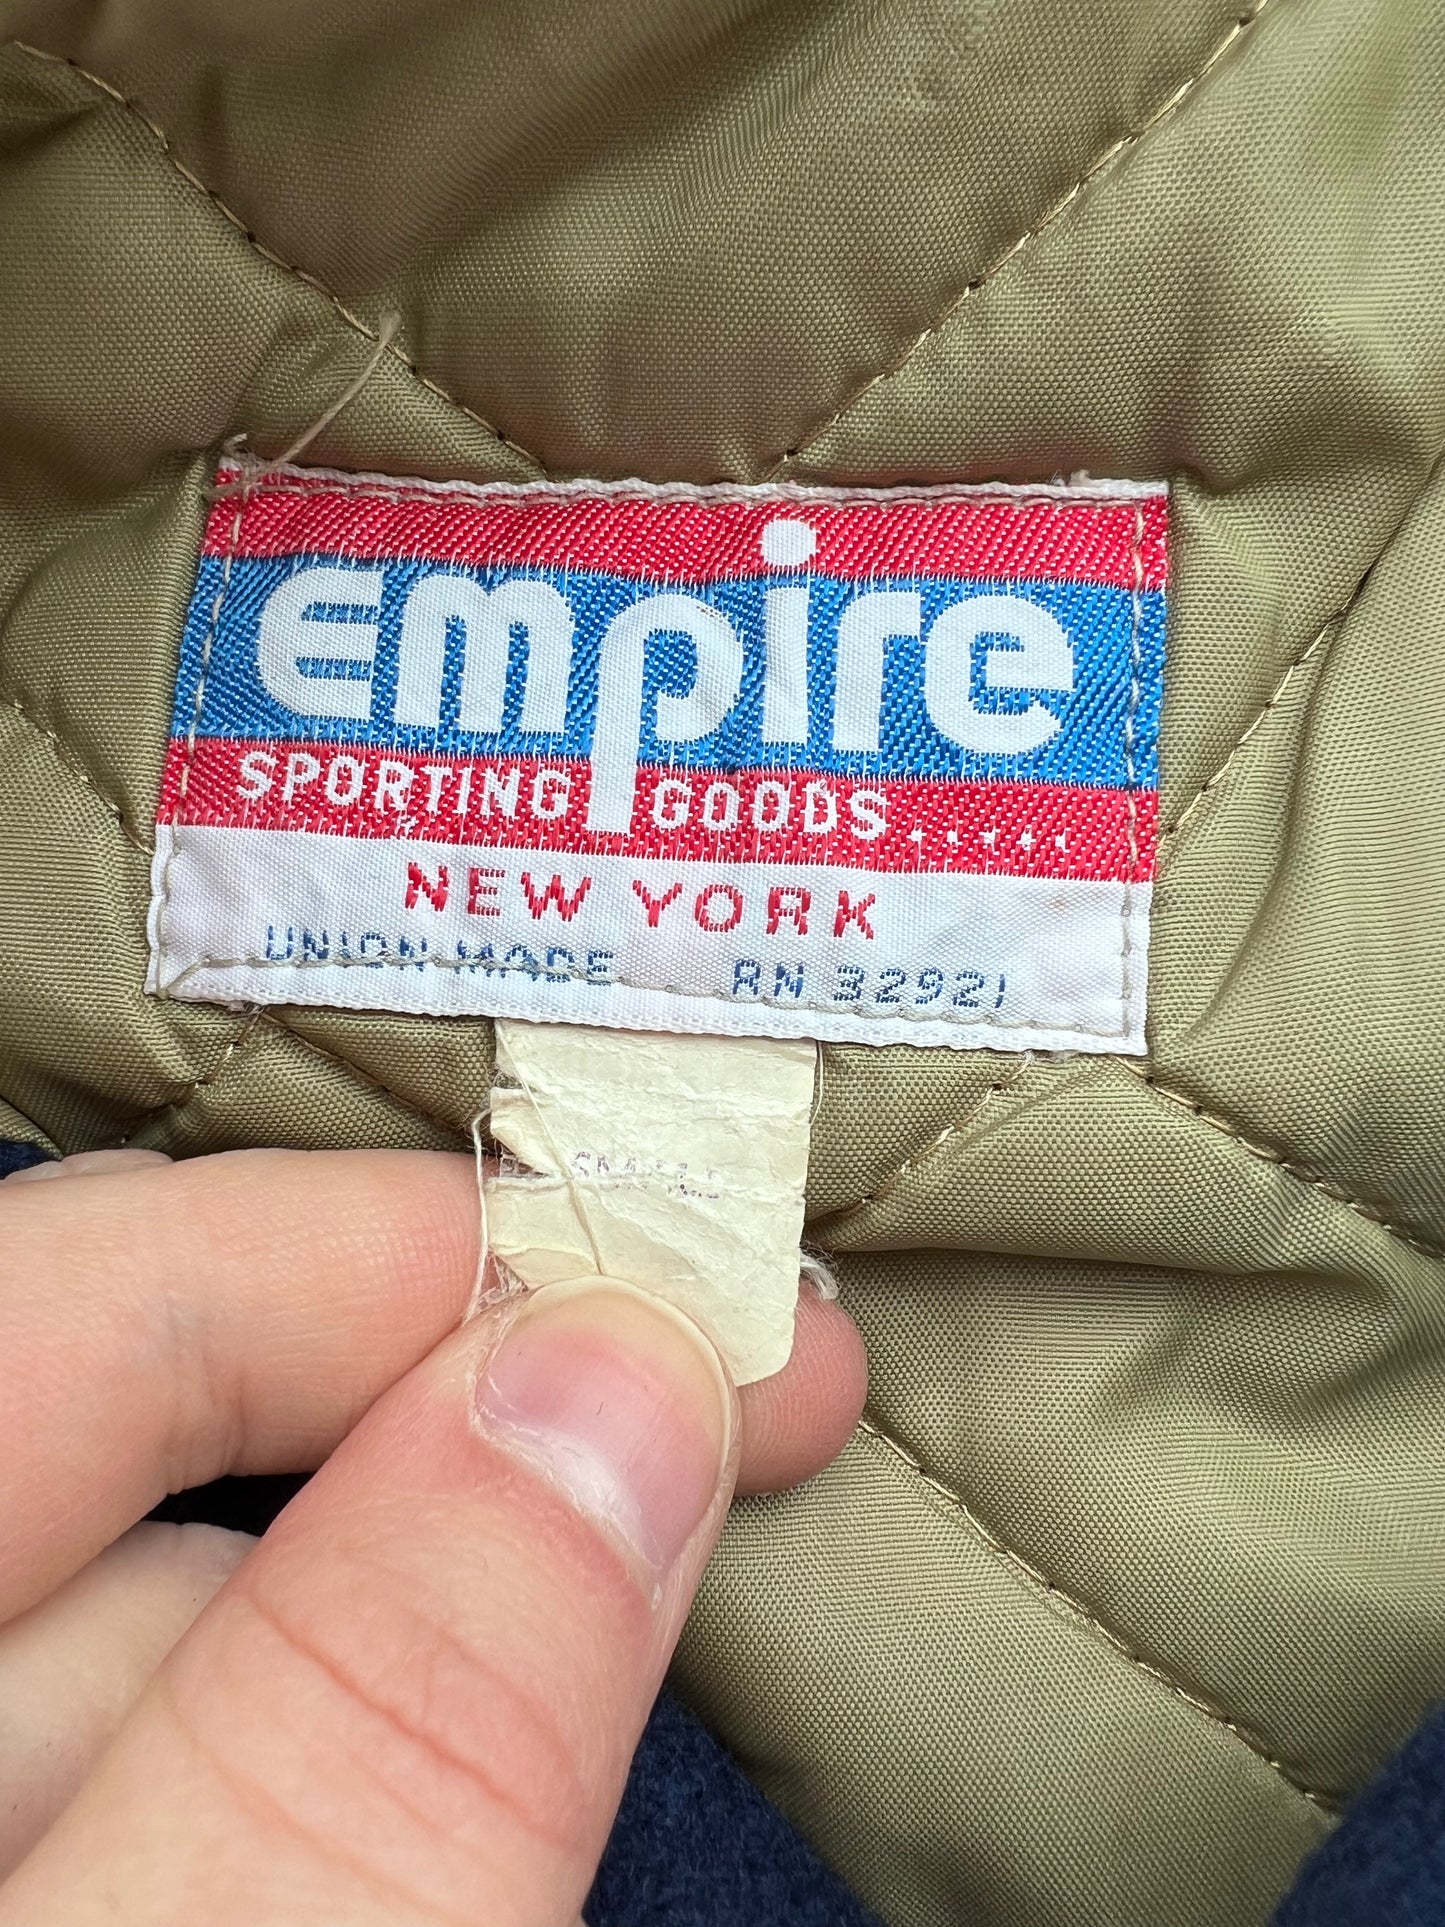 empire
SPORTING GOODS.....
NEW YORK
UNION MADE RN 32921